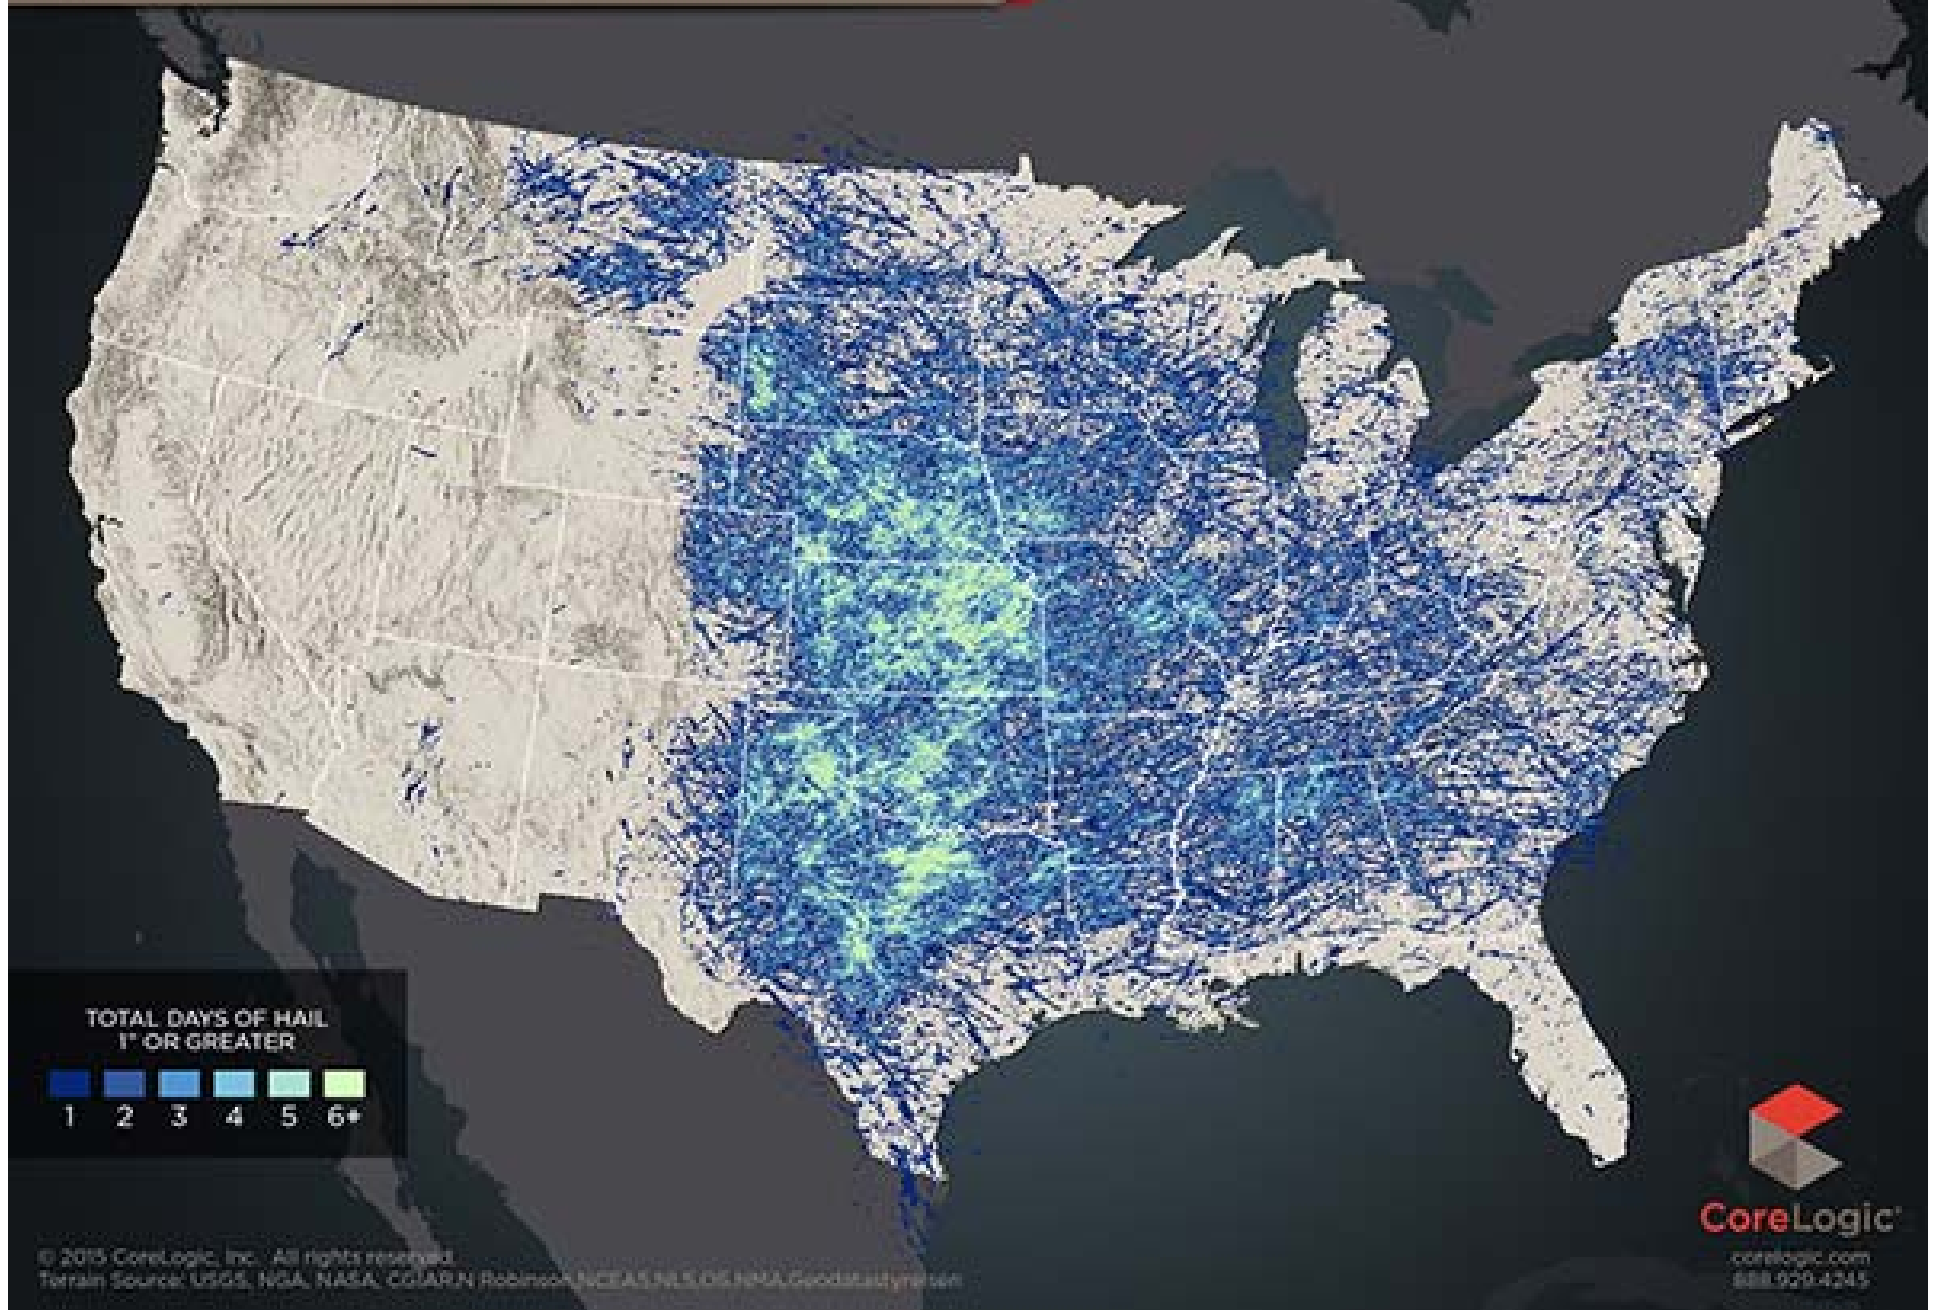 TOTAL DAYS OF HAIL
1" OR GREATER
1 2 3 4 5 6+
© 2015 CoreLogic, Inc. All rights reserved.
Terrain Source: USGS, NGA, NASA, CGIAR,N Robinson,NCEAS,NLS,OS,NMA,Geodatastyrelsen
CoreLogic
corelogic.com
888.929.4245